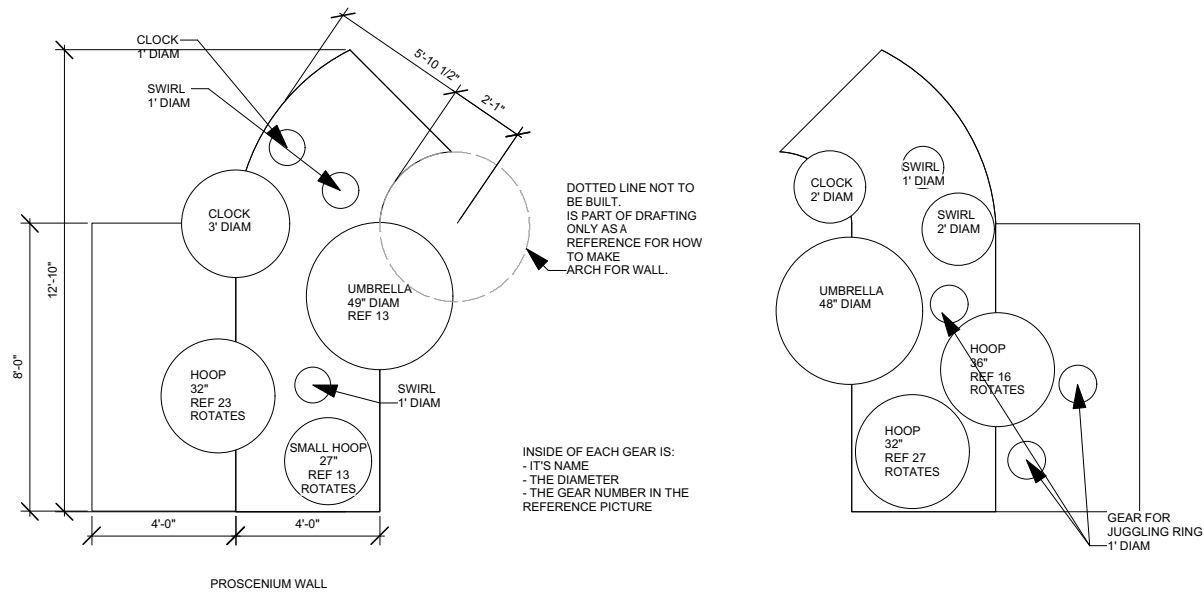 CLOCK
1' DIAM
SWIRL
1' DIAM
5'-10 1/2"
2'-1"
12'-10"
8'-0"
CLOCK
3' DIAM
UMBRELLA
49" DIAM
REF 13
HOOP
32"
REF 23
ROTATES
SWIRL
1' DIAM
SMALL HOOP
27"
REF 13
ROTATES
4'-0"
4'-0"
PROSCENIUM WALL
DOTTED LINE NOT TO
BE BUILT.
IS PART OF DRAFTING
ONLY AS A
REFERENCE FOR HOW
TO MAKE
ARCH FOR WALL.
INSIDE OF EACH GEAR IS:
- IT'S NAME
- THE DIAMETER
- THE GEAR NUMBER IN THE
REFERENCE PICTURE
CLOCK
2' DIAM
SWIRL
1' DIAM
SWIRL
2' DIAM
UMBRELLA
48" DIAM
HOOP
36"
REF 16
ROTATES
HOOP
32"
REF 27
ROTATES
GEAR FOR
JUGGLING RING
1' DIAM